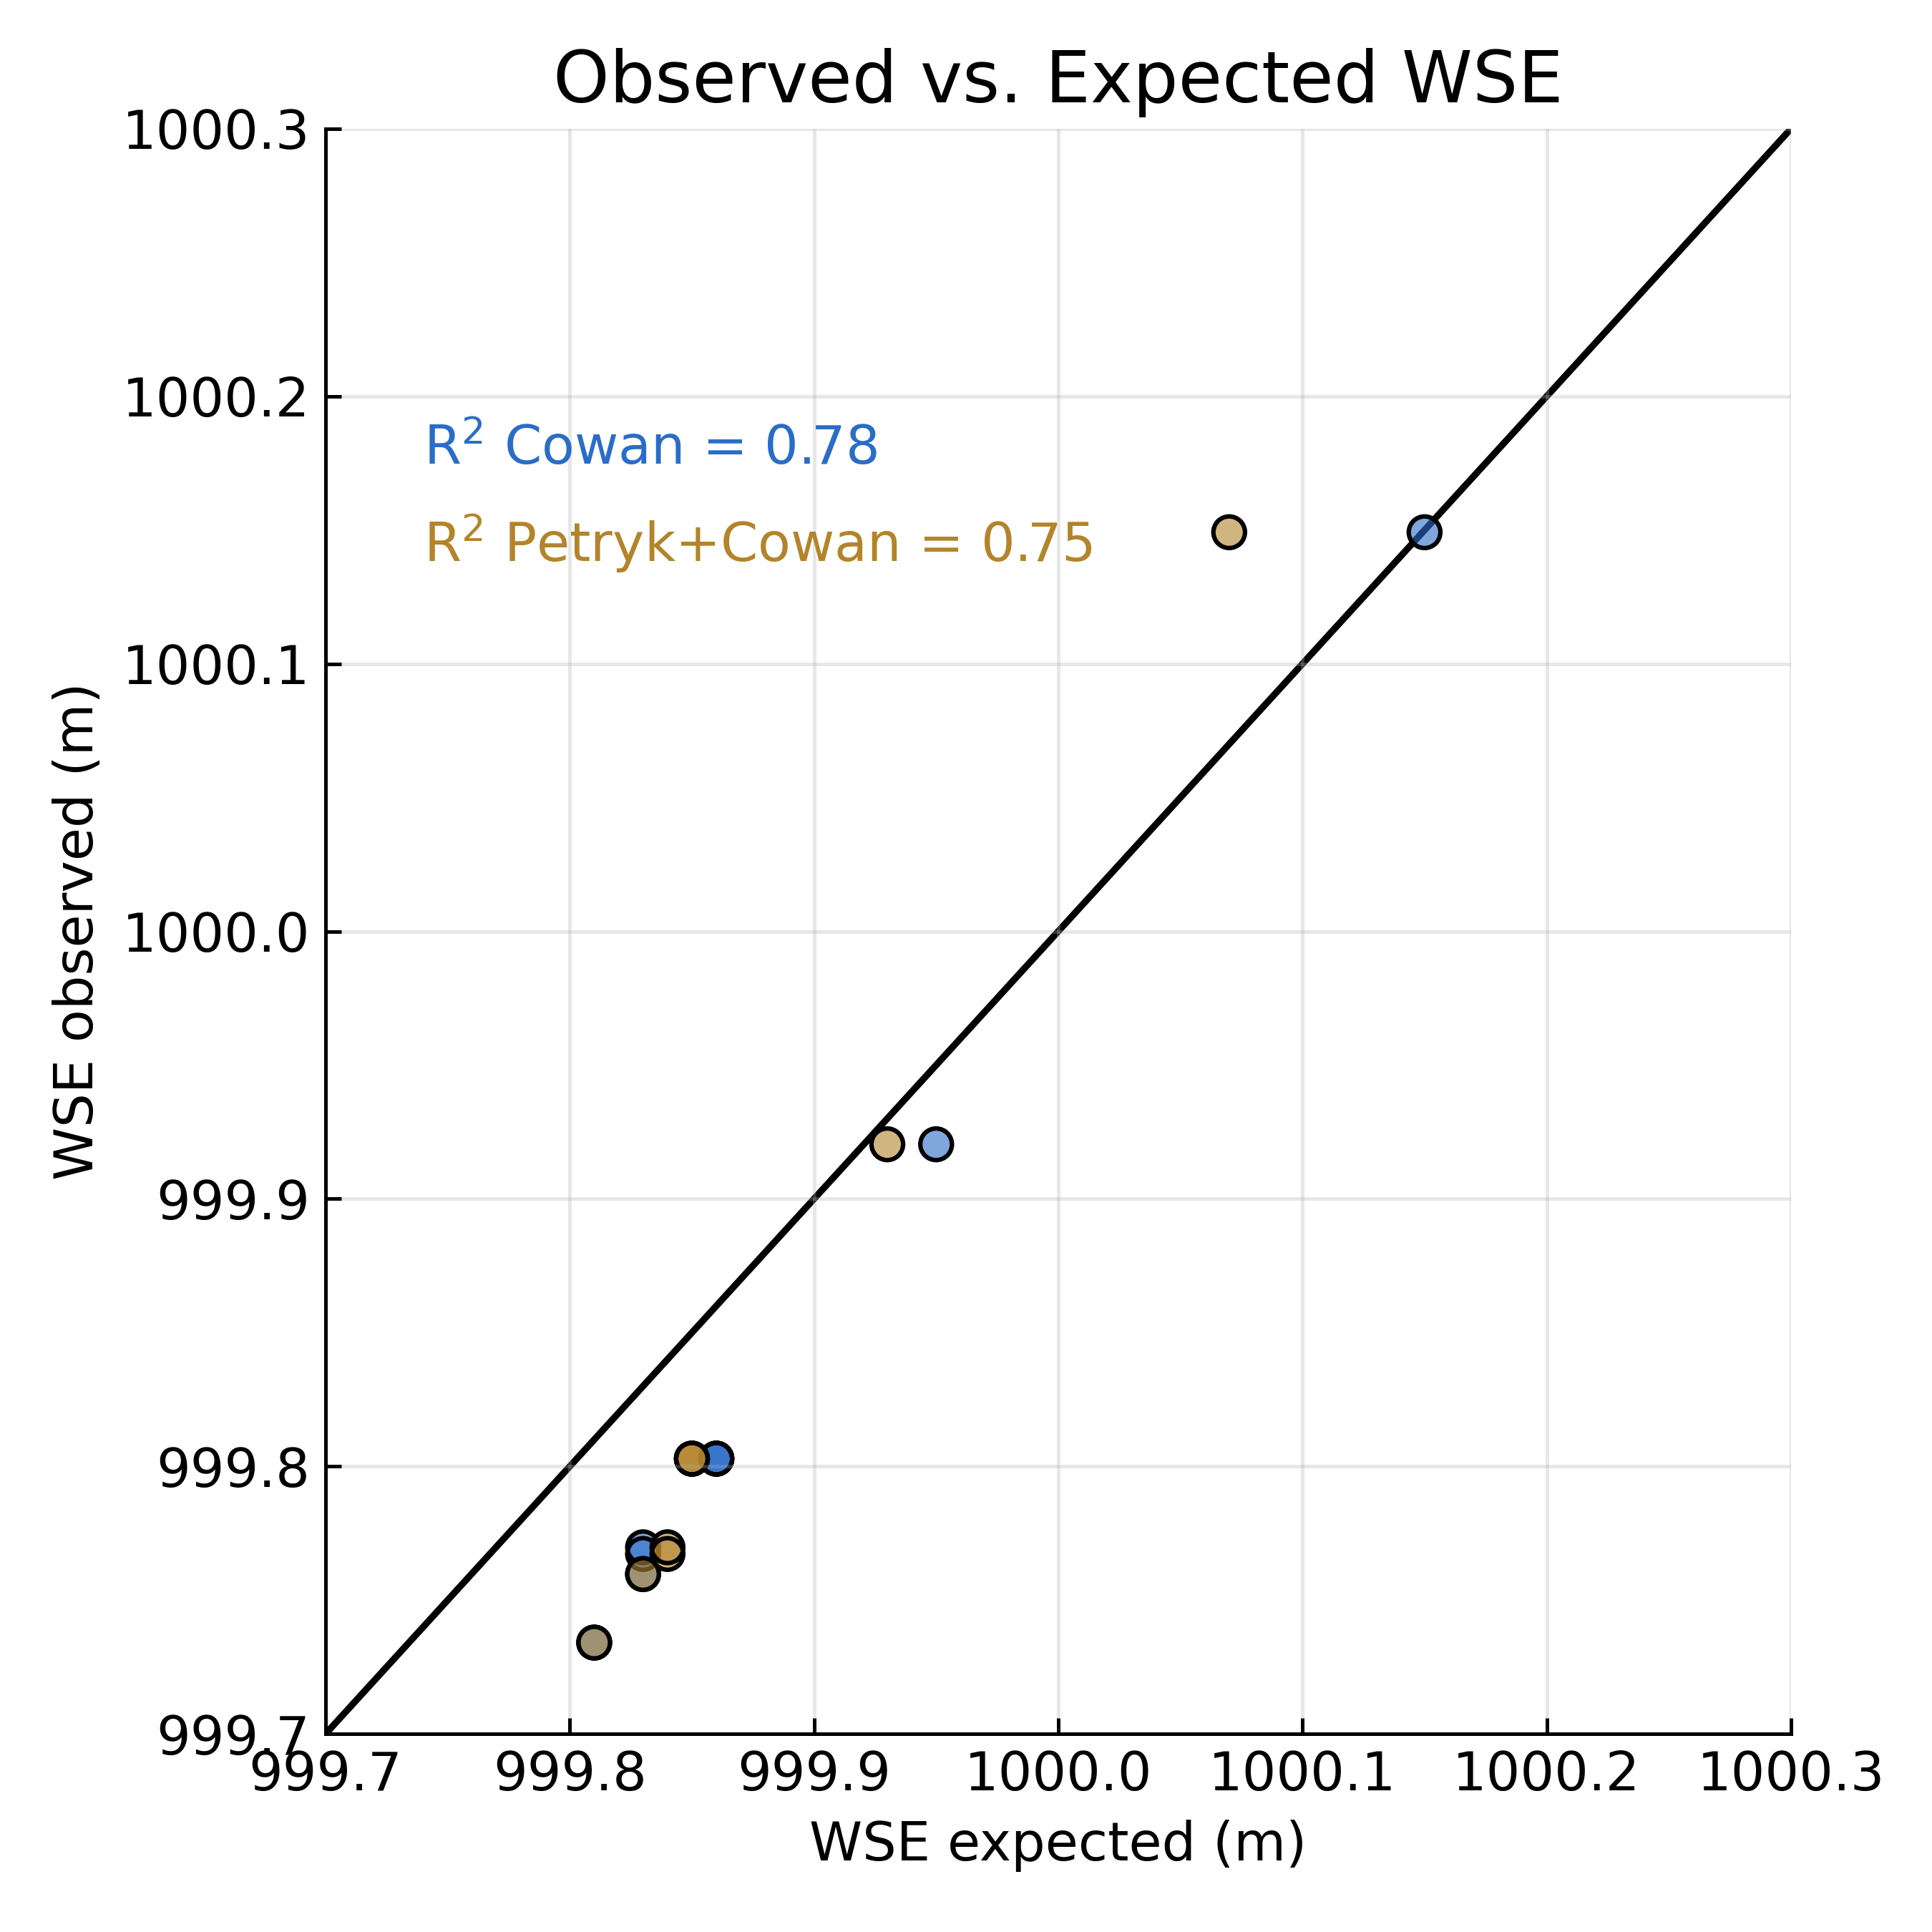 Observed vs. Expected WSE
1000.3
1000.2
R² Cowan = 0.78
R² Petryk+Cowan = 0.75
1000.1
1000.0
999.9
999.8
999.7
WSE observed (m)
999.7 999.8 999.9 1000.0 1000.1 1000.2 1000.3
WSE expected (m)